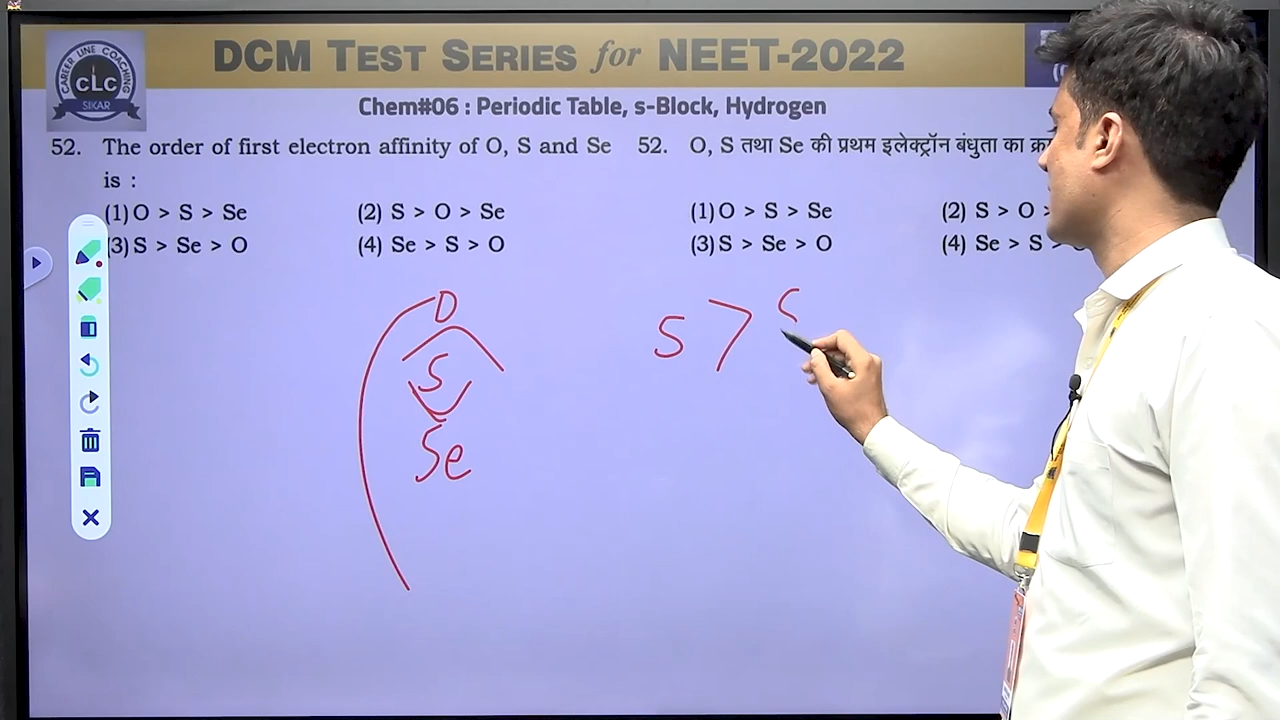 CAREER LINE COACHING
CLC
SIKAR
DCM TEST SERIES for NEET-2022
Chem#06 : Periodic Table, s-Block, Hydrogen
52. The order of first electron affinity of O, S and Se
is :
(1) O > S > Se (2) S > O > Se
(3) S > Se > O (4) Se > S > O
52. O, S तथा Se की प्रथम इलेक्ट्रॉन बंधुता का
(1) O > S > Se (2) S > O >
(3) S > Se > O (4) Se > S >
O
S
Se
S >